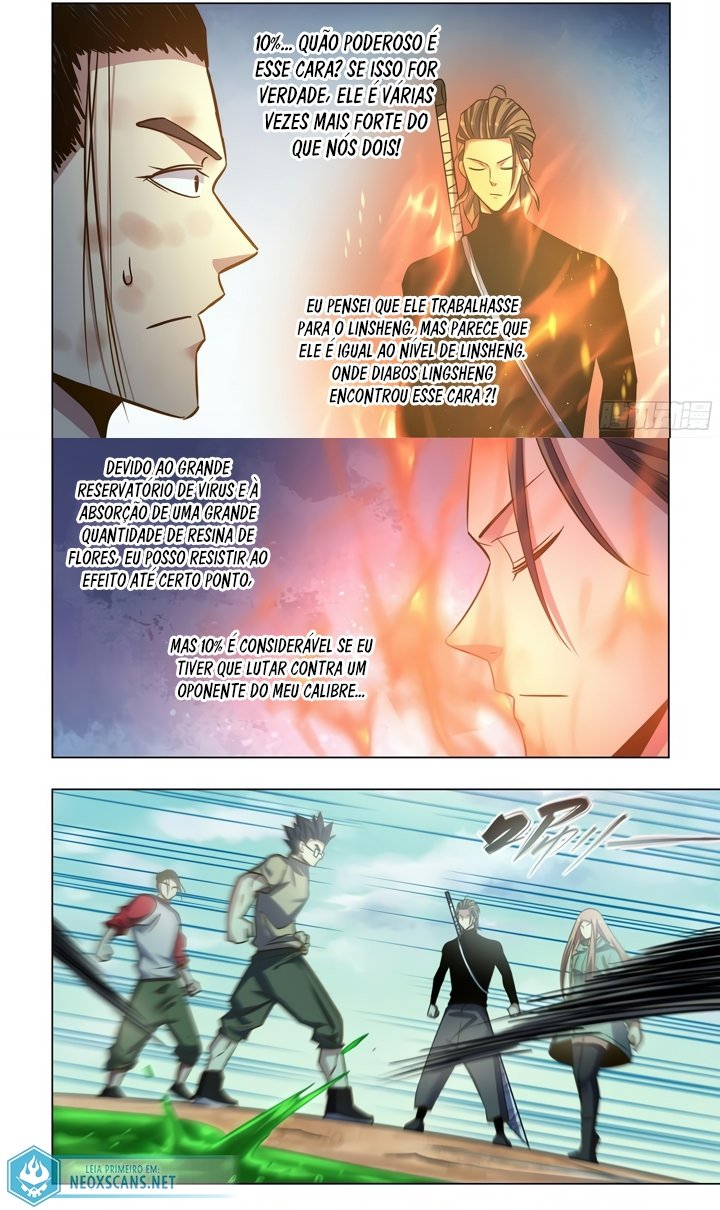 10%... QUÃO PODEROSO É
ESSE CARA? SE ISSO FOR
VERDADE, ELE É VÁRIAS
VEZES MAIS FORTE DO
QUE NÓS DOIS!
EU PENSEI QUE ELE TRABALHASSE
PARA O LINSHENG, MAS PARECE QUE
ELE É IGUAL AO NÍVEL DE LINSHENG.
ONDE DIABOS LINGSHENG
ENCONTROU ESSE CARA ?!
DEVIDO AO GRANDE
RESERVATÓRIO DE VÍRUS E À
ABSORÇÃO DE UMA GRANDE
QUANTIDADE DE RESINA DE
FLORES, EU POSSO RESISTIR AO
EFEITO ATÉ CERTO PONTO,
MAS 10% É CONSIDERÁVEL SE EU
TIVER QUE LUTAR CONTRA UM
OPONENTE DO MEU CALIBRE...
LEIA PRIMEIRO EM:
NEOXSCANS.NET